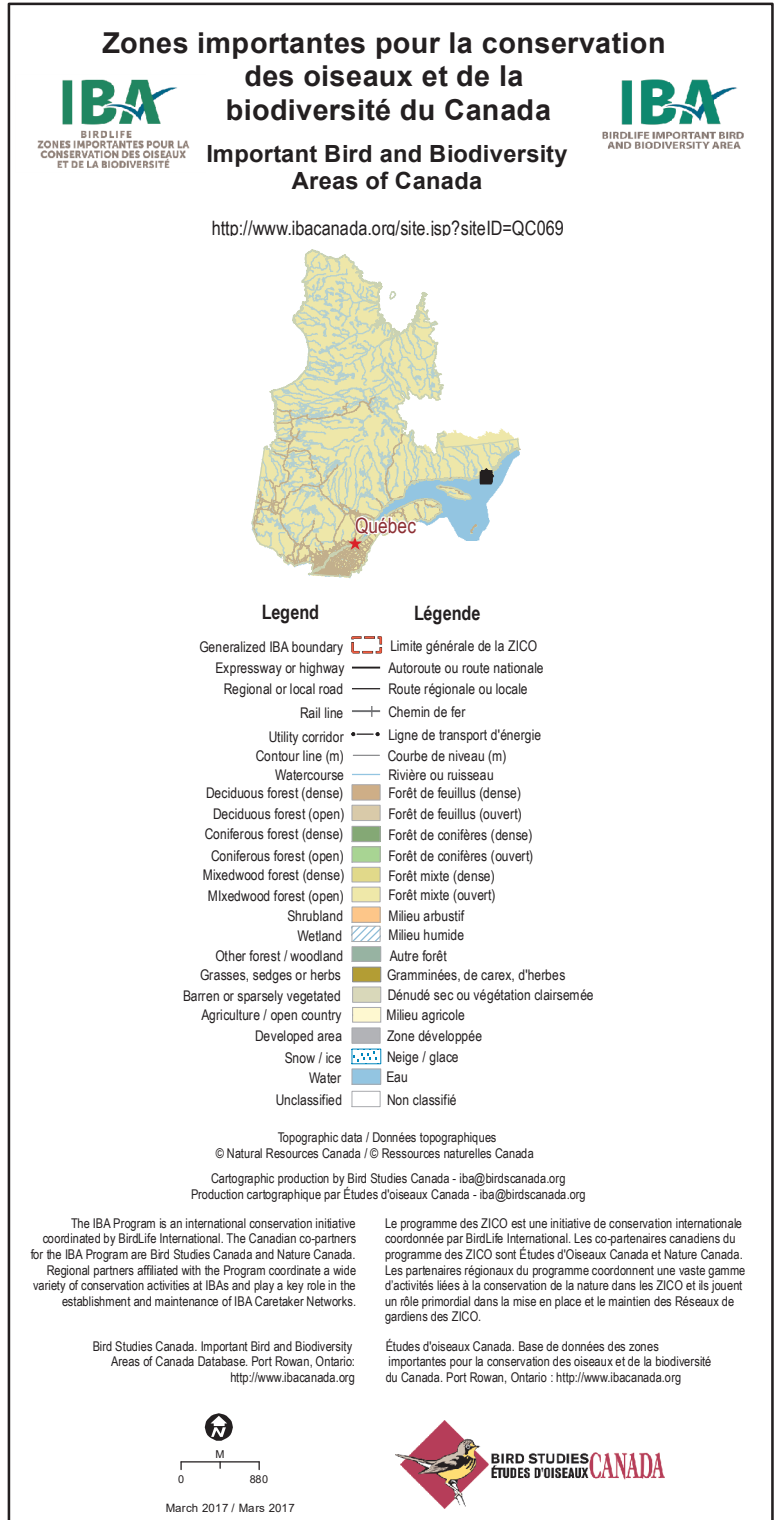 Zones importantes pour la conservation
des oiseaux et de la
biodiversité du Canada
IBA
BIRDLIFE
ZONES IMPORTANTES POUR LA
CONSERVATION DES OISEAUX
ET DE LA BIODIVERSITÉ
IBA
BIRDLIFE IMPORTANT BIRD
AND BIODIVERSITY AREA
Important Bird and Biodiversity
Areas of Canada
http://www.ibacanada.org/site.jsp?siteID=QC069
Québec
Legend Légende
Generalized IBA boundary Limite générale de la ZICO
Expressway or highway Autoroute ou route nationale
Regional or local road Route régionale ou locale
Rail line Chemin de fer
Utility corridor Ligne de transport d'énergie
Contour line (m) Courbe de niveau (m)
Watercourse Rivière ou ruisseau
Deciduous forest (dense) Forêt de feuillus (dense)
Deciduous forest (open) Forêt de feuillus (ouvert)
Coniferous forest (dense) Forêt de conifères (dense)
Coniferous forest (open) Forêt de conifères (ouvert)
Mixedwood forest (dense) Forêt mixte (dense)
MIxedwood forest (open) Forêt mixte (ouvert)
Shrubland Milieu arbustif
Wetland Milieu humide
Other forest / woodland Autre forêt
Grasses, sedges or herbs Graminées, de carex, d'herbes
Barren or sparsely vegetated Dénudé sec ou végétation clairsemée
Agriculture / open country Milieu agricole
Developed area Zone développée
Snow / ice Neige / glace
Water Eau
Unclassified Non classifié
Topographic data / Données topographiques
© Natural Resources Canada / © Ressources naturelles Canada
Cartographic production by Bird Studies Canada - iba@birdscanada.org
Production cartographique par Études d'oiseaux Canada - iba@birdscanada.org
The IBA Program is an international conservation initiative
coordinated by BirdLife International. The Canadian co-partners
for the IBA Program are Bird Studies Canada and Nature Canada.
Regional partners affiliated with the Program coordinate a wide
variety of conservation activities at IBAs and play a key role in the
establishment and maintenance of IBA Caretaker Networks.
Le programme des ZICO est une initiative de conservation internationale
coordonnée par BirdLife International. Les co-partenaires canadiens du
programme des ZICO sont Études d'Oiseaux Canada et Nature Canada.
Les partenaires régionaux du programme coordonnent une vaste gamme
d'activités liées à la conservation de la nature dans les ZICO et ils jouent
un rôle primordial dans la mise en place et le maintien des Réseaux de
gardiens des ZICO.
Bird Studies Canada. Important Bird and Biodiversity
Areas of Canada Database. Port Rowan, Ontario:
http://www.ibacanada.org
Études d'oiseaux Canada. Base de données des zones
importantes pour la conservation des oiseaux et de la biodiversité
du Canada. Port Rowan, Ontario : http://www.ibacanada.org
N
M
0 880
March 2017 / Mars 2017
BIRD STUDIES
ÉTUDES D'OISEAUX CANADA